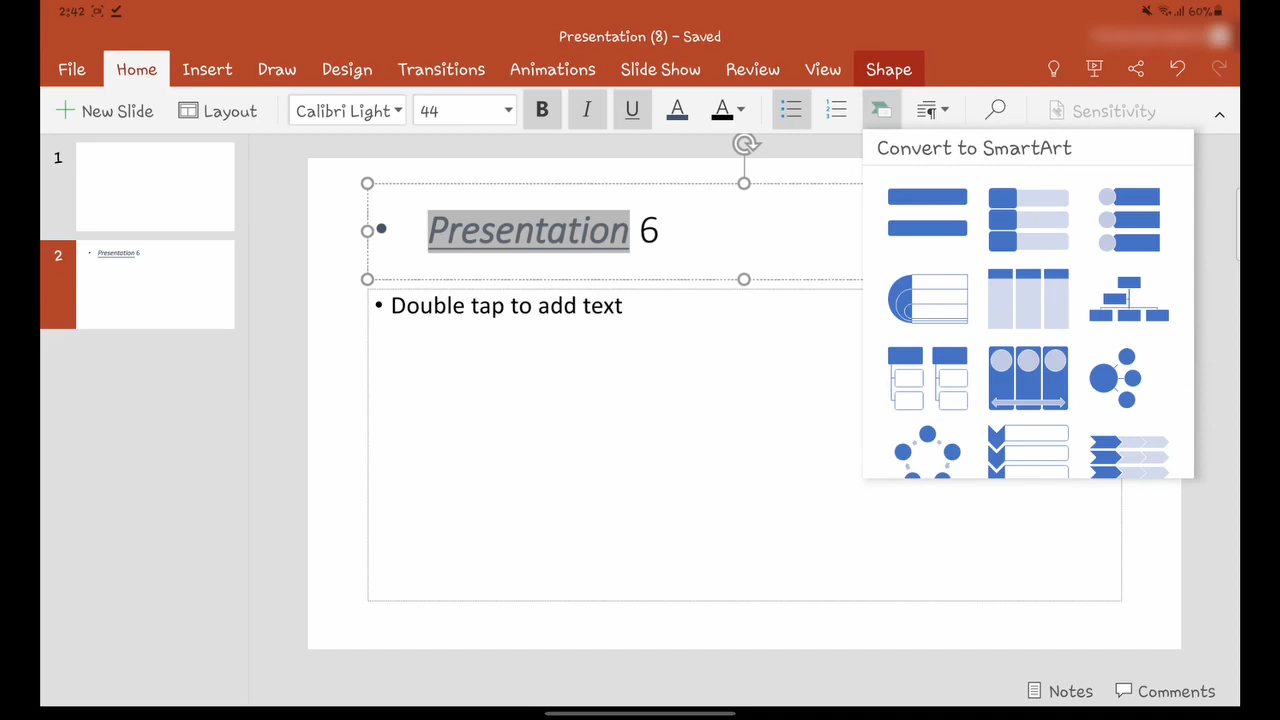 2:42
60%
Presentation (8) – Saved
File Home Insert Draw Design Transitions Animations Slide Show Review View Shape
New Slide Layout Calibri Light 44 B I U A A Sensitivity
Convert to SmartArt
1
• Presentation 6
2
• Presentation 6
• Double tap to add text
Notes Comments